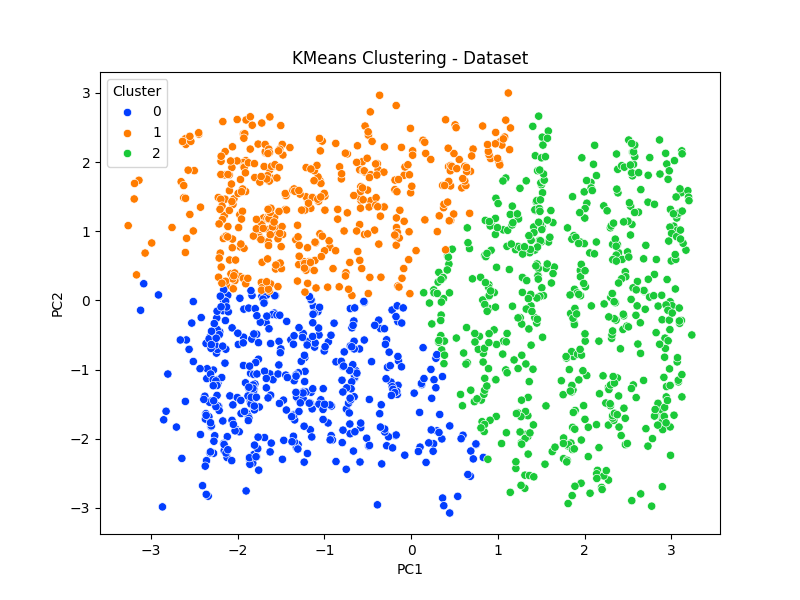 KMeans Clustering - Dataset
Cluster
0
1
2
3
2
1
0
−1
−2
−3
PC2
−3 −2 −1 0 1 2 3
PC1